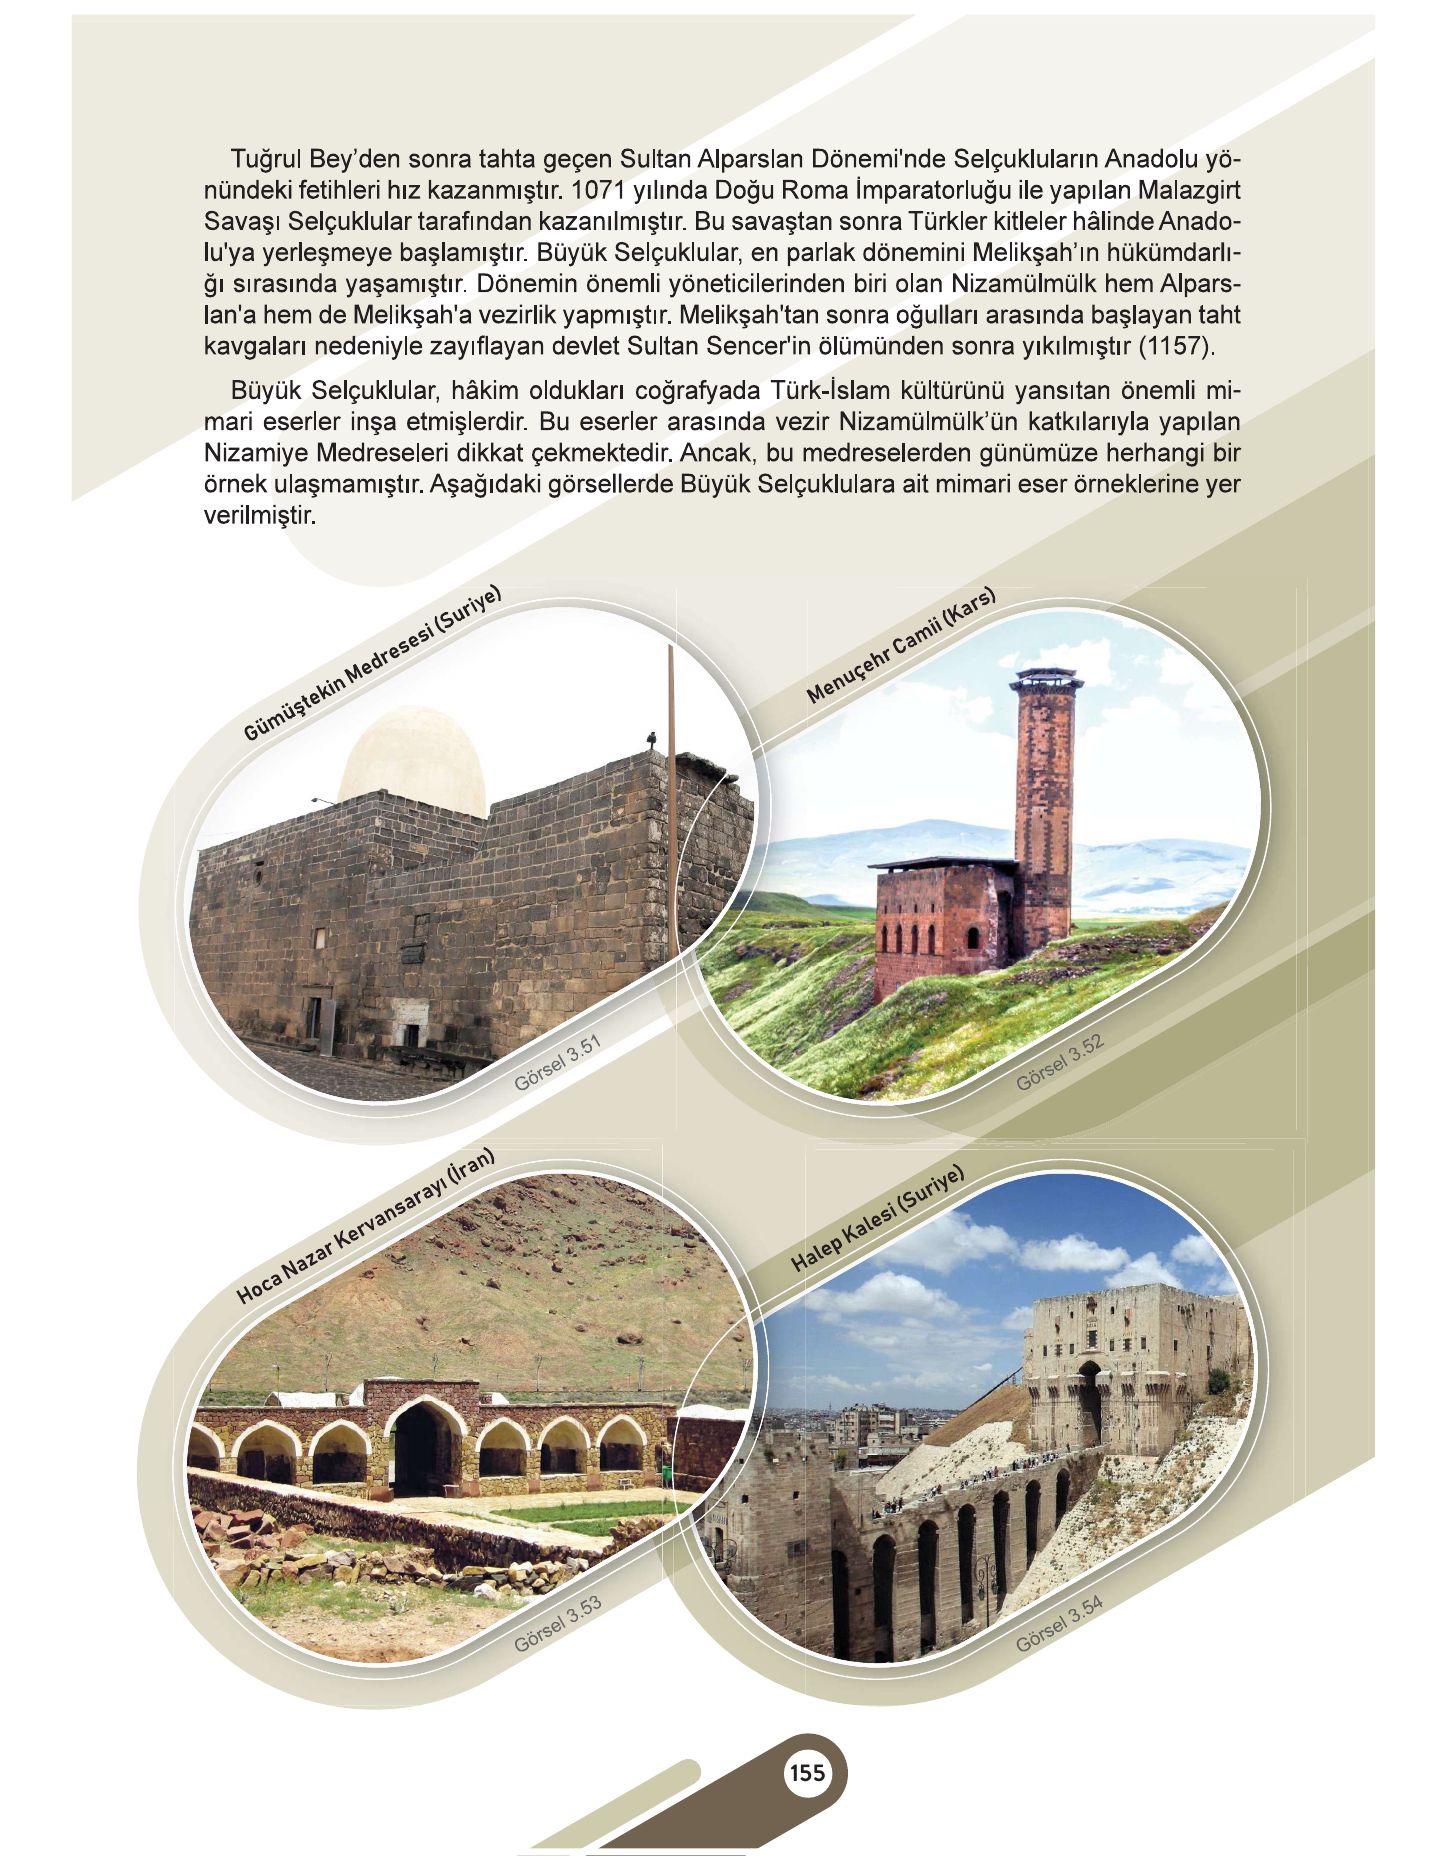 Tuğrul Bey’den sonra tahta geçen Sultan Alparslan Dönemi'nde Selçukluların Anadolu yö-
nündeki fetihleri hız kazanmıştır. 1071 yılında Doğu Roma İmparatorluğu ile yapılan Malazgirt
Savaşı Selçuklular tarafından kazanılmıştır. Bu savaştan sonra Türkler kitleler hâlinde Anado-
lu'ya yerleşmeye başlamıştır. Büyük Selçuklular, en parlak dönemini Melikşah’ın hükümdarlı-
ğı sırasında yaşamıştır. Dönemin önemli yöneticilerinden biri olan Nizamülmülk hem Alpars-
lan'a hem de Melikşah'a vezirlik yapmıştır. Melikşah'tan sonra oğulları arasında başlayan taht
kavgaları nedeniyle zayıflayan devlet Sultan Sencer'in ölümünden sonra yıkılmıştır (1157).
Büyük Selçuklular, hâkim oldukları coğrafyada Türk-İslam kültürünü yansıtan önemli mi-
mari eserler inşa etmişlerdir. Bu eserler arasında vezir Nizamülmülk’ün katkılarıyla yapılan
Nizamiye Medreseleri dikkat çekmektedir. Ancak, bu medreselerden günümüze herhangi bir
örnek ulaşmamıştır. Aşağıdaki görsellerde Büyük Selçuklulara ait mimari eser örneklerine yer
verilmiştir.
Gümüştekin Medresesi (Suriye)
Görsel 3.51
Menuçehr Camii (Kars)
Görsel 3.52
Hoca Nazar Kervansarayı (İran)
Görsel 3.53
Halep Kalesi (Suriye)
Görsel 3.54
155